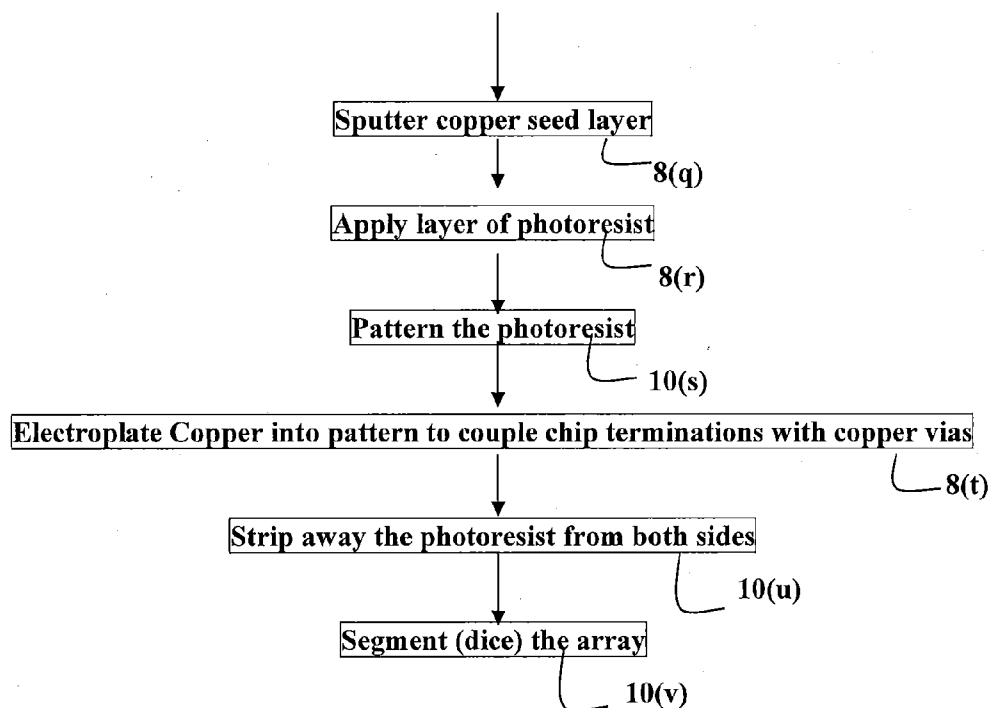 Sputter copper seed layer
8(q)
Apply layer of photoresist
8(r)
Pattern the photoresist
10(s)
Electroplate Copper into pattern to couple chip terminations with copper vias
8(t)
Strip away the photoresist from both sides
10(u)
Segment (dice) the array
10(v)